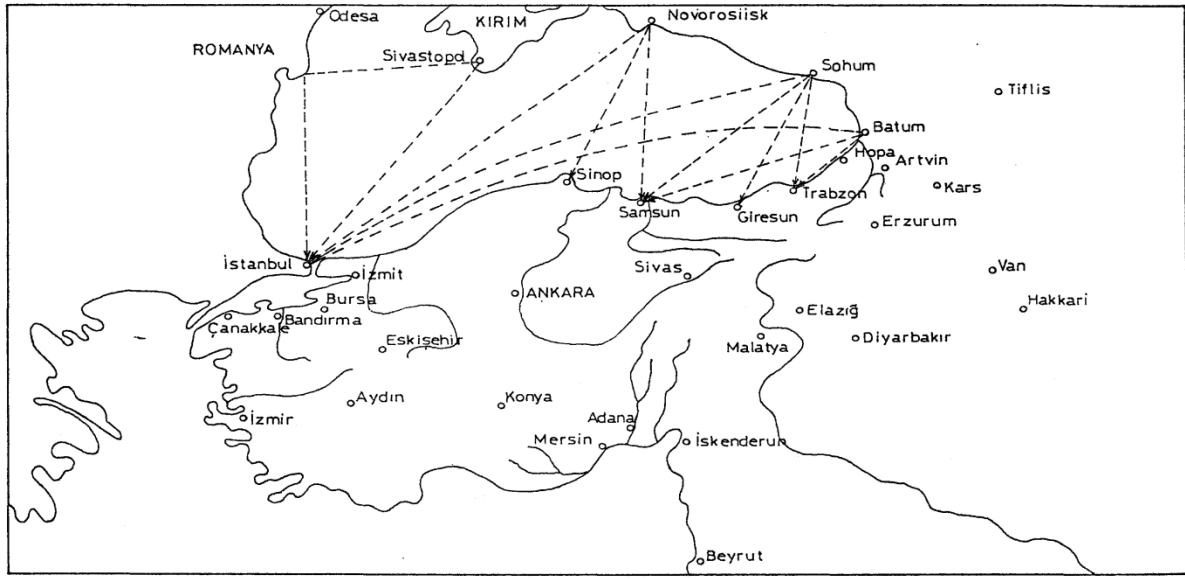 Odesa
KIRIM
Novorosiisk
ROMANYA
Sivastopol
Sohum
Tiflis
Batum
Hopa
Artvin
Kars
Sinop
Trabzon
Samsun
Giresun
Erzurum
İstanbul
İzmit
Sivas
Van
Bursa
ANKARA
Elazığ
Hakkari
Çanakkale
Bandırma
Eskişehir
Malatya
Diyarbakır
Aydın
Konya
İzmir
Adana
Mersin
İskenderun
Beyrut